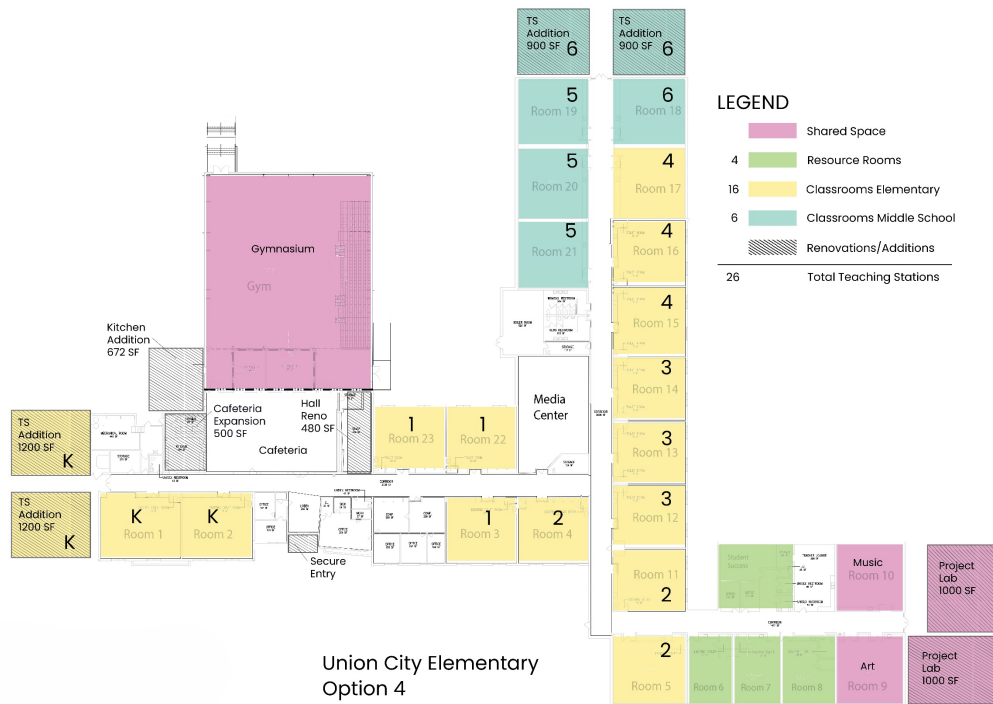 TS
Addition
900 SF 6
TS
Addition
900 SF 6
5
Room 19
6
Room 18
5
Room 20
4
Room 17
5
Room 21
4
Room 16
4
Room 15
3
Room 14
3
Room 13
3
Room 12
Room 11
2
2
Room 5
LEGEND
Shared Space
4 Resource Rooms
16 Classrooms Elementary
6 Classrooms Middle School
Renovations/Additions
26 Total Teaching Stations
Gymnasium
Gym
Kitchen
Addition
672 SF
Cafeteria
Expansion
500 SF
Hall
Reno
480 SF
Cafeteria
Media
Center
1
Room 23
1
Room 22
TS
Addition
1200 SF
K
TS
Addition
1200 SF
K
K
Room 1
K
Room 2
1
Room 3
2
Room 4
Secure
Entry
Student
Success
Music
Room 10
Project
Lab
1000 SF
Room 6
Room 7
Room 8
Art
Room 9
Project
Lab
1000 SF
Union City Elementary
Option 4